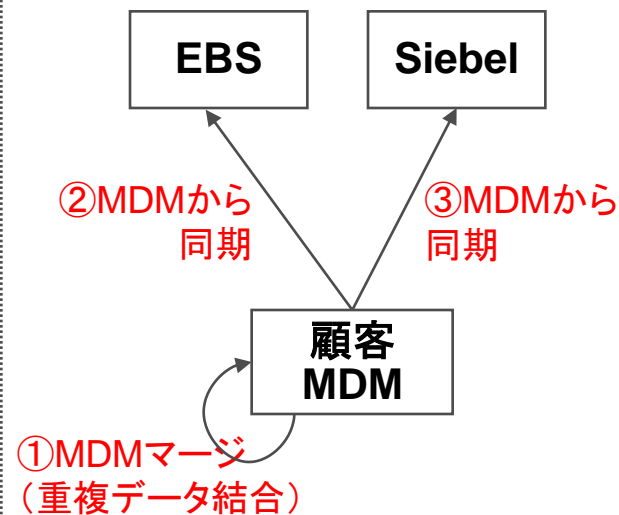 EBS
Siebel
②MDMから
同期
③MDMから
同期
顧客
MDM
①MDMマージ
（重複データ結合）